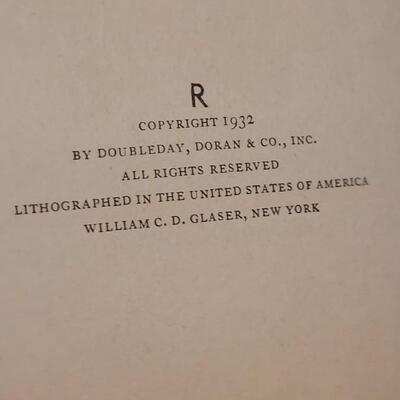 R
COPYRIGHT 1932
BY DOUBLEDAY, DORAN & CO., INC.
ALL RIGHTS RESERVED
LITHOGRAPHED IN THE UNITED STATES OF AMERICA
WILLIAM C. D. GLASER, NEW YORK